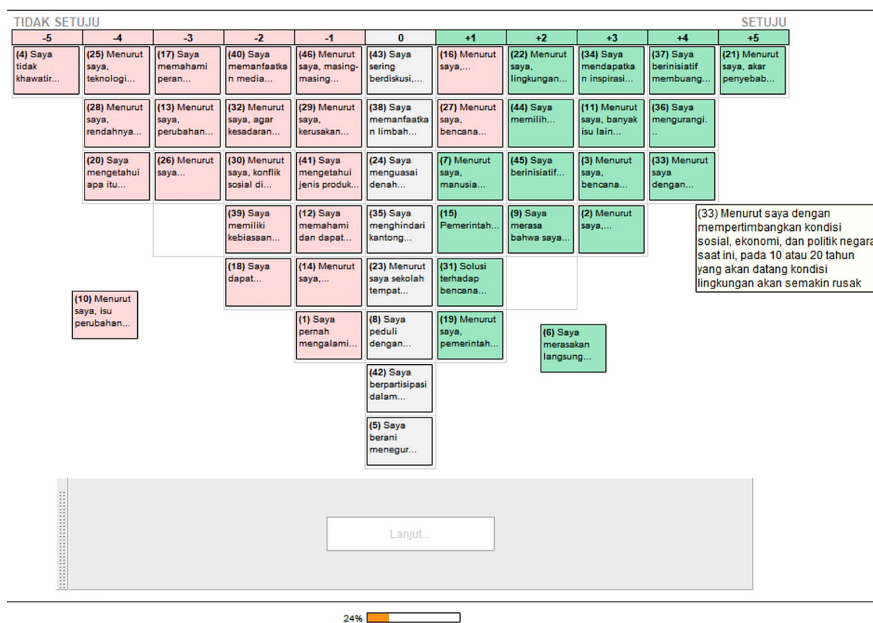 TIDAK SETUJU SETUJU
-5 -4 -3 -2 -1 0 +1 +2 +3 +4 +5
(4) Saya
tidak
khawatir...
(25) Menurut
saya,
teknologi...
(17) Saya
memahami
peran...
(40) Saya
memanfaatka
n media...
(46) Menurut
saya, masing-
masing...
(43) Saya
sering
berdiskusi,...
(16) Menurut
saya,...
(22) Menurut
saya,
lingkungan...
(34) Saya
mendapatka
n inspirasi...
(37) Saya
berinisiatif
membuang...
(21) Menurut
saya, akar
penyebab...
(28) Menurut
saya,
rendahnya...
(13) Menurut
saya,
perubahan...
(32) Menurut
saya, agar
kesadaran...
(29) Menurut
saya,
kerusakan...
(38) Saya
memanfaatka
n limbah...
(27) Menurut
saya,
bencana...
(44) Saya
memilih...
(11) Menurut
saya, banyak
isu lain...
(36) Saya
mengurangi.
..
(20) Saya
mengetahui
apa itu...
(26) Menurut
saya...
(30) Menurut
saya, konflik
sosial di...
(41) Saya
mengetahui
jenis produk...
(24) Saya
menguasai
denah...
(7) Menurut
saya,
manusia...
(45) Saya
berinisiatif...
(3) Menurut
saya,
bencana...
(33) Menurut
saya
dengan...
(39) Saya
memiliki
kebiasaan...
(12) Saya
memahami
dan dapat...
(35) Saya
menghindari
kantong...
(15)
Pemerintah...
(9) Saya
merasa
bahwa saya...
(2) Menurut
saya,...
(33) Menurut saya dengan
mempertimbangkan kondisi
sosial, ekonomi, dan politik negara
saat ini, pada 10 atau 20 tahun
yang akan datang kondisi
lingkungan akan semakin rusak
(18) Saya
dapat...
(14) Menurut
saya,...
(23) Menurut
saya sekolah
tempat...
(31) Solusi
terhadap
bencana...
(10) Menurut
saya, isu
perubahan...
(1) Saya
pernah
mengalami...
(8) Saya
peduli
dengan...
(19) Menurut
saya,
pemerintah...
(6) Saya
merasakan
langsung...
(42) Saya
berpartisipasi
dalam...
(5) Saya
berani
menegur...
Lanjut...
24%